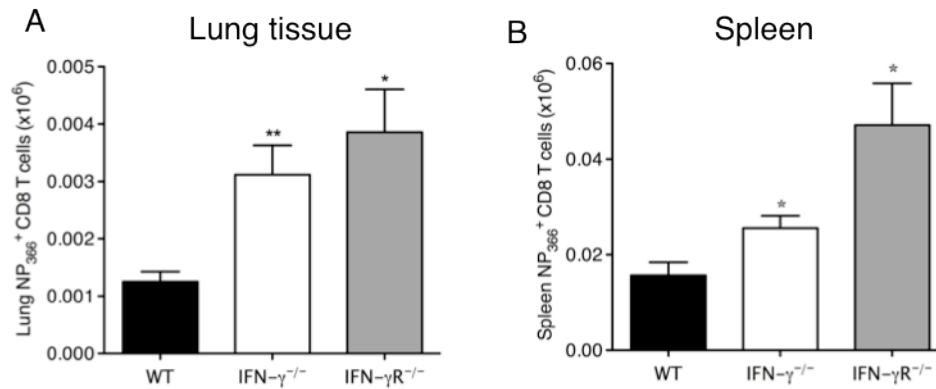 A
Lung tissue
Lung NP₃₆₆⁺ CD8 T cells (x10⁶)
0.005
0.004
0.003
0.002
0.001
0.000
**
*
WT
IFN−γ⁻/⁻
IFN−γR⁻/⁻
B
Spleen
Spleen NP₃₆₆⁺ CD8 T cells (x10⁶)
0.06
0.04
0.02
0.00
*
*
WT
IFN−γ⁻/⁻
IFN−γR⁻/⁻